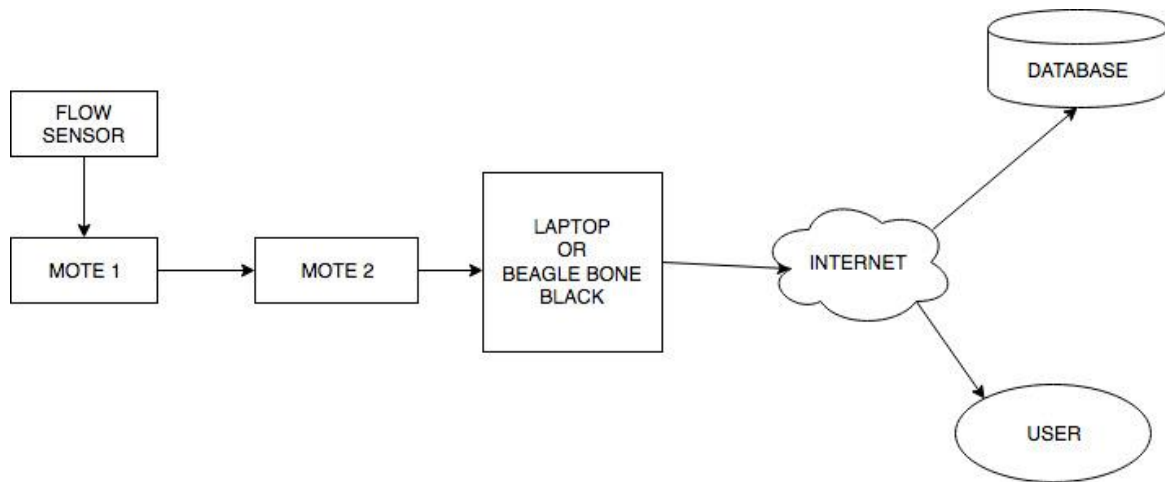 DATABASE
FLOW
SENSOR
MOTE 1
MOTE 2
LAPTOP
OR
BEAGLE BONE
BLACK
INTERNET
USER